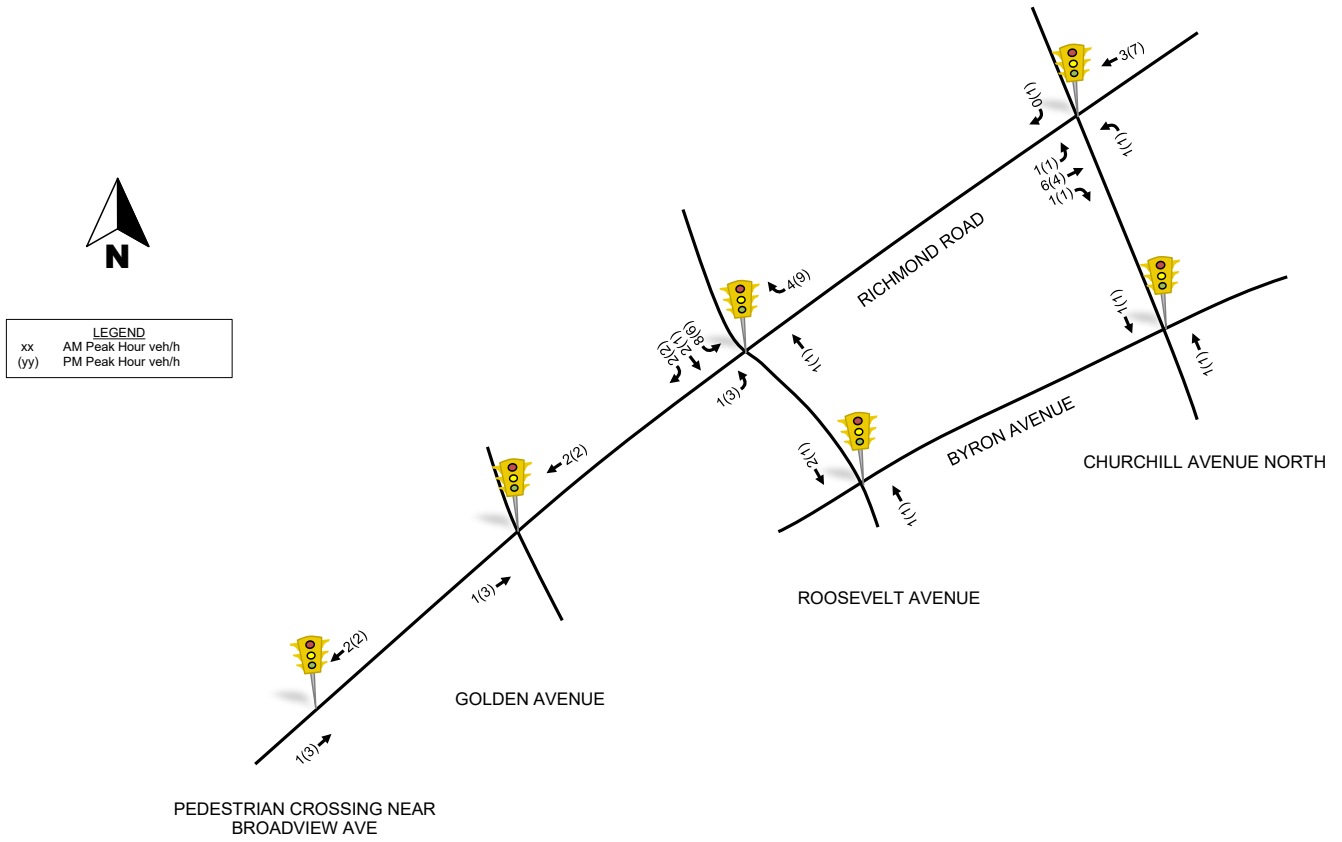 3(7)
0(1)
1(1)
1(1)
6(4)
1(1)
RICHMOND ROAD
N
4(9)
1(1)
1(1)
LEGEND
xx AM Peak Hour veh/h
(yy) PM Peak Hour veh/h
2(2)
2(1)
8(6)
1(1)
1(3)
BYRON AVENUE
CHURCHILL AVENUE NORTH
2(2)
2(1)
1(1)
1(3)
ROOSEVELT AVENUE
2(2)
GOLDEN AVENUE
1(3)
PEDESTRIAN CROSSING NEAR
BROADVIEW AVE